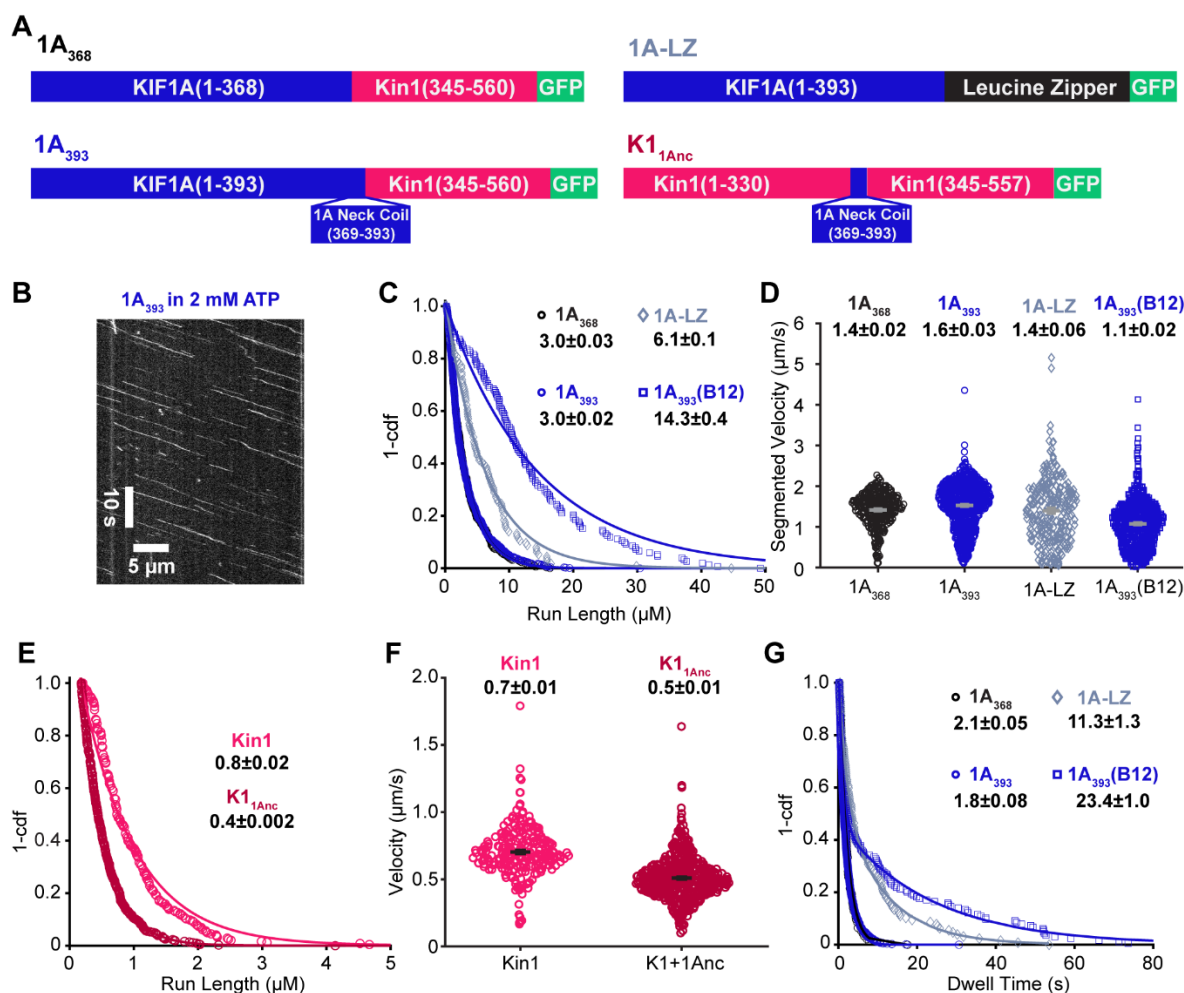 A
1A368
KIF1A(1-368) Kin1(345-560) GFP
1A-LZ
KIF1A(1-393) Leucine Zipper GFP
1A393
KIF1A(1-393) Kin1(345-560) GFP
1A Neck Coil
(369-393)
K11Anc
Kin1(1-330) Kin1(345-557) GFP
1A Neck Coil
(369-393)
B
1A393 in 2 mM ATP
10 s
5 μm
C
1-cdf
1.0
0.8
0.6
0.4
0.2
0
0 10 20 30 40 50
Run Length (μM)
1A368
3.0±0.03
1A-LZ
6.1±0.1
1A393
3.0±0.02
1A393(B12)
14.3±0.4
D
Segmented Velocity (μm/s)
6
5
4
3
2
1
0
1A368 1A393 1A-LZ 1A393(B12)
1.4±0.02 1.6±0.03 1.4±0.06 1.1±0.02
1A368 1A393 1A-LZ 1A393(B12)
E
1-cdf
1.0
0.8
0.6
0.4
0.2
0
0 1 2 3 4 5
Run Length (μM)
Kin1
0.8±0.02
K11Anc
0.4±0.002
F
Velocity (μm/s)
2.0
1.5
1.0
0.5
0
Kin1 K11Anc
0.7±0.01 0.5±0.01
Kin1 K1+1Anc
G
1-cdf
1.0
0.8
0.6
0.4
0.2
0
0 20 40 60 80
Dwell Time (s)
1A368
2.1±0.05
1A-LZ
11.3±1.3
1A393
1.8±0.08
1A393(B12)
23.4±1.0